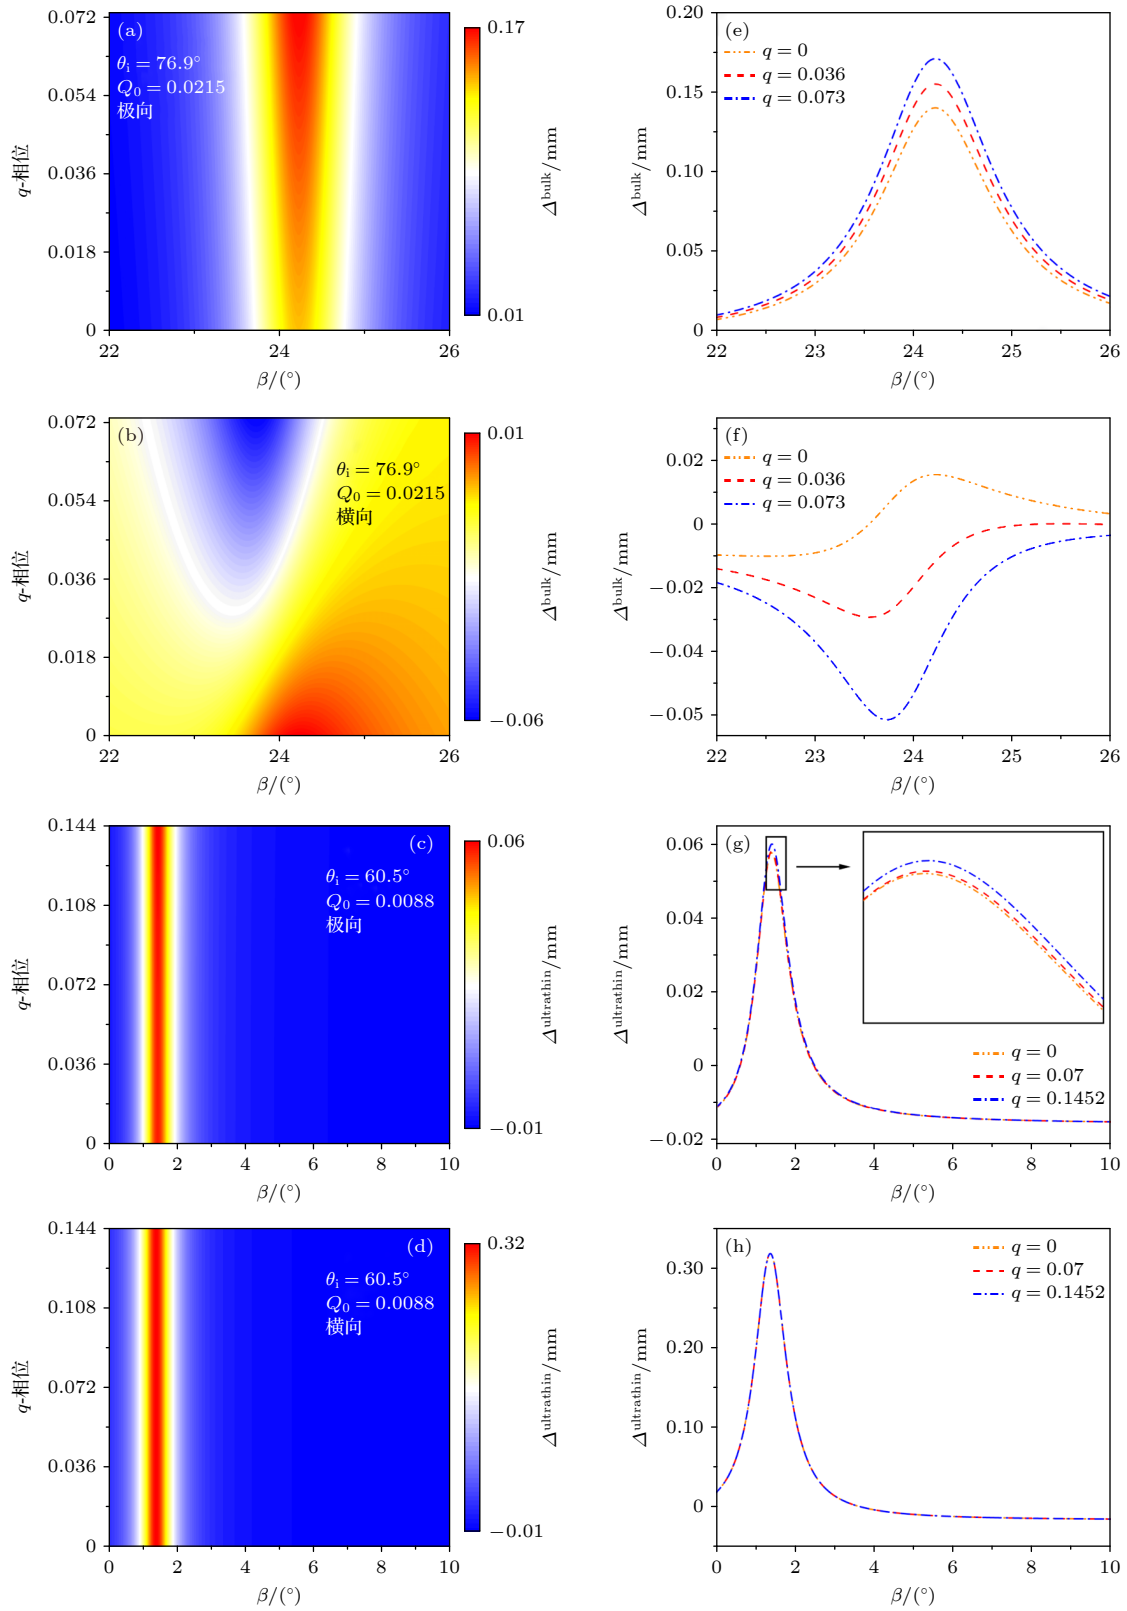 (a)
θi = 76.9°
Q0 = 0.0215
极向
0.072
0.054
0.036
0.018
0
q-相位
22
24
26
β/(°)
0.17
0.01
Δbulk/mm
(e)
q = 0
q = 0.036
q = 0.073
0.20
0.15
0.10
0.05
0
Δbulk/mm
22
23
24
25
26
β/(°)
(b)
θi = 76.9°
Q0 = 0.0215
横向
0.072
0.054
0.036
0.018
0
q-相位
22
24
26
β/(°)
0.01
−0.06
Δbulk/mm
(f)
q = 0
q = 0.036
q = 0.073
0.02
0
−0.02
−0.04
−0.05
Δbulk/mm
22
23
24
25
26
β/(°)
(c)
θi = 60.5°
Q0 = 0.0088
极向
0.144
0.108
0.072
0.036
0
q-相位
0
2
4
6
8
10
β/(°)
0.06
−0.01
Δultrathin/mm
(g)
q = 0
q = 0.07
q = 0.1452
0.06
0.04
0.02
0
−0.02
Δultrathin/mm
0
2
4
6
8
10
β/(°)
(d)
θi = 60.5°
Q0 = 0.0088
横向
0.144
0.108
0.072
0.036
0
q-相位
0
2
4
6
8
10
β/(°)
0.32
−0.01
Δultrathin/mm
(h)
q = 0
q = 0.07
q = 0.1452
0.30
0.20
0.10
0
Δultrathin/mm
0
2
4
6
8
10
β/(°)